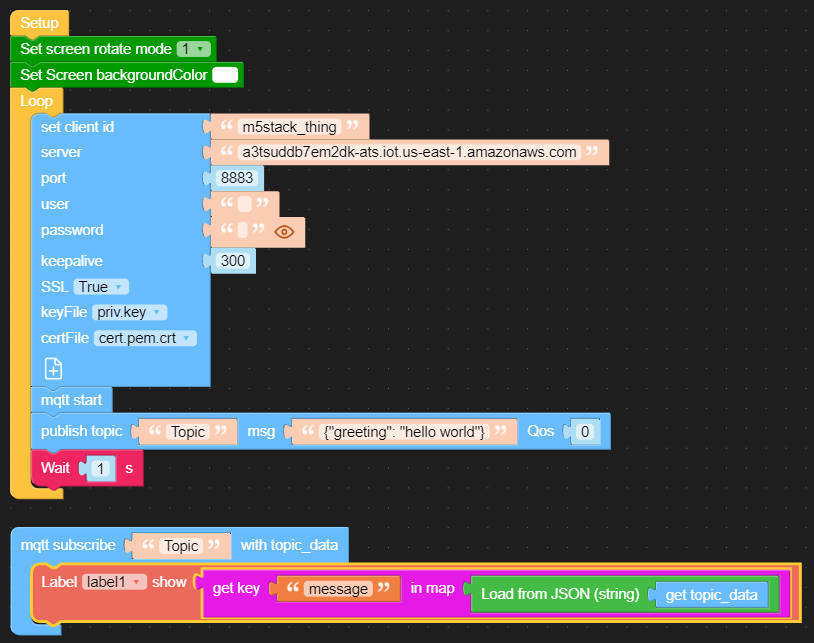 Setup
Set screen rotate mode 1
Set Screen backgroundColor
Loop
set client id “ m5stack_thing ”
server “ a3tsuddb7em2dk-ats.iot.us-east-1.amazonaws.com ”
port 8883
user “ ”
password “ ”
keepalive 300
SSL True
keyFile priv.key
certFile cert.pem.crt
mqtt start
publish topic “ Topic ” msg “ {"greeting": "hello world"} ” Qos 0
Wait 1 s
mqtt subscribe “ Topic ” with topic_data
Label label1 show get key “ message ” in map Load from JSON (string) get topic_data